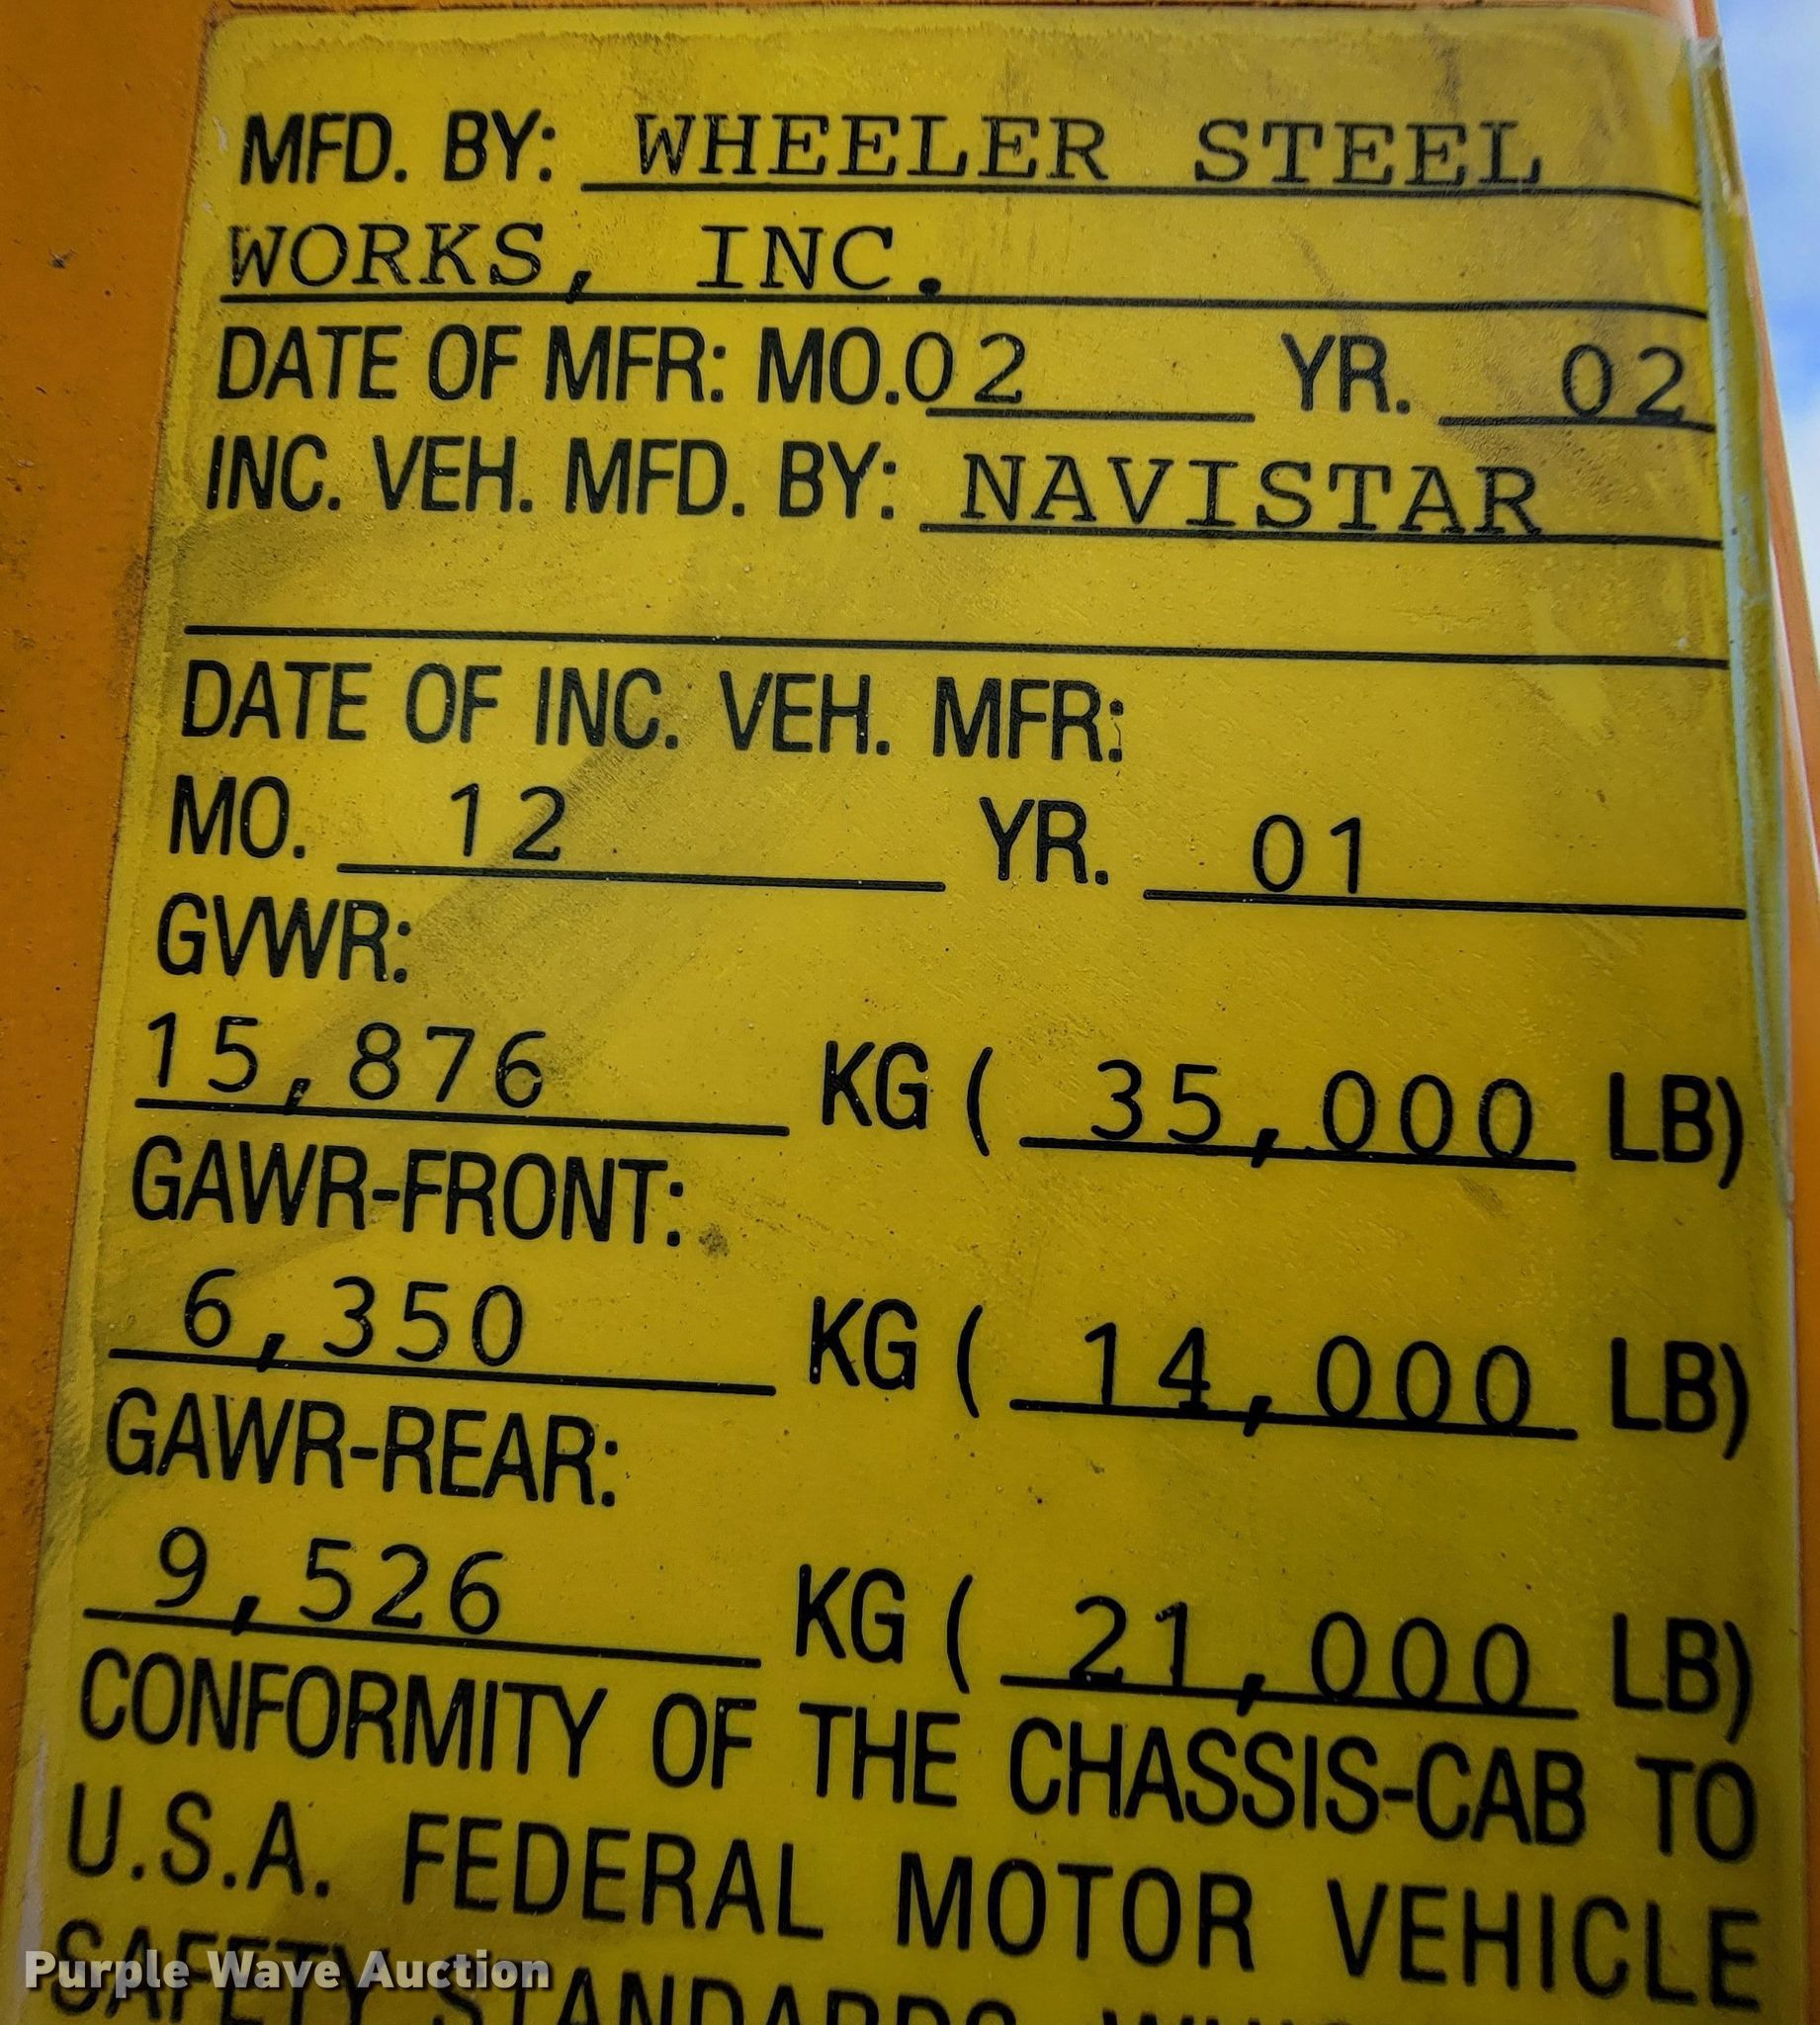 MFD. BY: WHEELER STEEL
WORKS, INC.
DATE OF MFR: MO.02 YR. 02
INC. VEH. MFD. BY: NAVISTAR
DATE OF INC. VEH. MFR:
MO. 12 YR. 01
GVWR:
15,876 KG ( 35,000 LB)
GAWR-FRONT:
6,350 KG ( 14,000 LB)
GAWR-REAR:
9,526 KG ( 21,000 LB)
CONFORMITY OF THE CHASSIS-CAB TO
U.S.A. FEDERAL MOTOR VEHICLE
SAFETY STANDARDS,
Purple Wave Auction